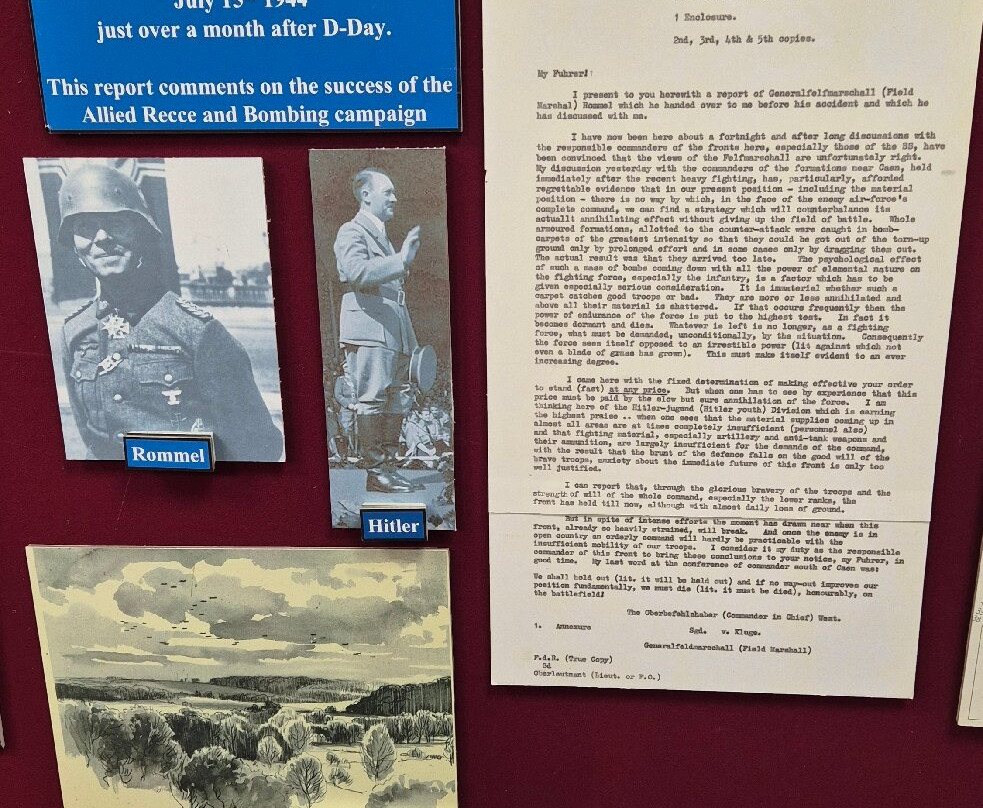 July 15 - 1944
just over a month after D-Day.
This report comments on the success of the
Allied Recce and Bombing campaign
Rommel
Hitler
1 Enclosure.
2nd, 3rd, 4th & 5th copies.
My Fuhrer!
I present to you herewith a report of Generalfelfmarschall (Field
Marshal) Rommel which he handed over to me before his accident and which he
has discussed with me.
I have now been here about a fortnight and after long discussions with
the responsible commanders of the fronts here, especially those of the SS, have
been convinced that the views of the Felfmarschall are unfortunately right.
My discussion yesterday with the commanders of the formations near Caen, held
immediately after the recent heavy fighting, has, particularly, afforded
regrettable evidence that in our present position - including the material
position - there is no way by which, in the face of the enemy air-force's
complete command, we can find a strategy which will counterbalance its
actuall: annihilating effect without giving up the field of battle. Whole
armoured formations, allotted to the counter-attack were caught in bomb-
carpets of the greatest intensity so that they could be got out of the torn-up
ground only by prolonged effort and in some cases only by dragging them out.
The actual result was that they arrived too late. The psychological effect
of such a mass of bombs coming down with all the power of elemental nature on
the fighting force, especially the infantry, is a factor which has to be
given especially serious consideration. It is immaterial whether such a
carpet catches good troops or bad. They are more or less annihilated and
above all their material is shattered. If that occurs frequently then the
power of endurance of the force is put to the highest test. In fact it
becomes dormant and dies. Whatever is left is no longer, as a fighting
force, what must be demanded, unconditionally, by the situation. Consequently
the force sees itself opposed to an irrestible power (lit against which not
even a blade of grass has grown). This must make itself evident to an ever
increasing degree.
I came here with the fixed determination of making effective your order
to stand (fast) at any price. But when one has to see by experience that this
price must be paid by the slow but sure annihilation of the force. I am
thinking here of the Hitler-jugend (Hitler youth) Division which is earning
the highest praise .. when one sees that the material supplies coming up in
almost all areas are at times completely insufficient (personnel also)
and that fighting material, especially artillery and anti-tank weapons and
their ammunition, are largely insufficient for the demands of the command,
with the result that the brunt of the defence falls on the good will of the
brave troops, anxiety about the immediate future of this front is only too
well justified.
I can report that, through the glorious bravery of the troops and the
strength of will of the whole command, especially the lower ranks, the
front has held till now, although with almost daily loss of ground.
But in spite of intense efforts the moment has drawn near when this
front, already so heavily strained, will break. And once the enemy is in
open country an orderly command will hardly be practicable with the
insufficient mobility of our troops. I consider it my duty as the responsible
comander of this front to bring these conclusions to your notice, my Fuhrer, in
good time. My last word at the conference of commander south of Caen was:
We shall hold out (lit. it will be held out) and if no way-out improves our
position fundamentally, we must die (lit. it must be died), honourably, on
the battlefield!
The Oberbefehlshaber (Commander in Chief) West.
1. Annexure
Sgd. v. Kluge.
Generalfeldmarschall (Field Marshall)
F.d.R. (True Copy)
Sd
Oberleutnant (Lieut. or F.O.)